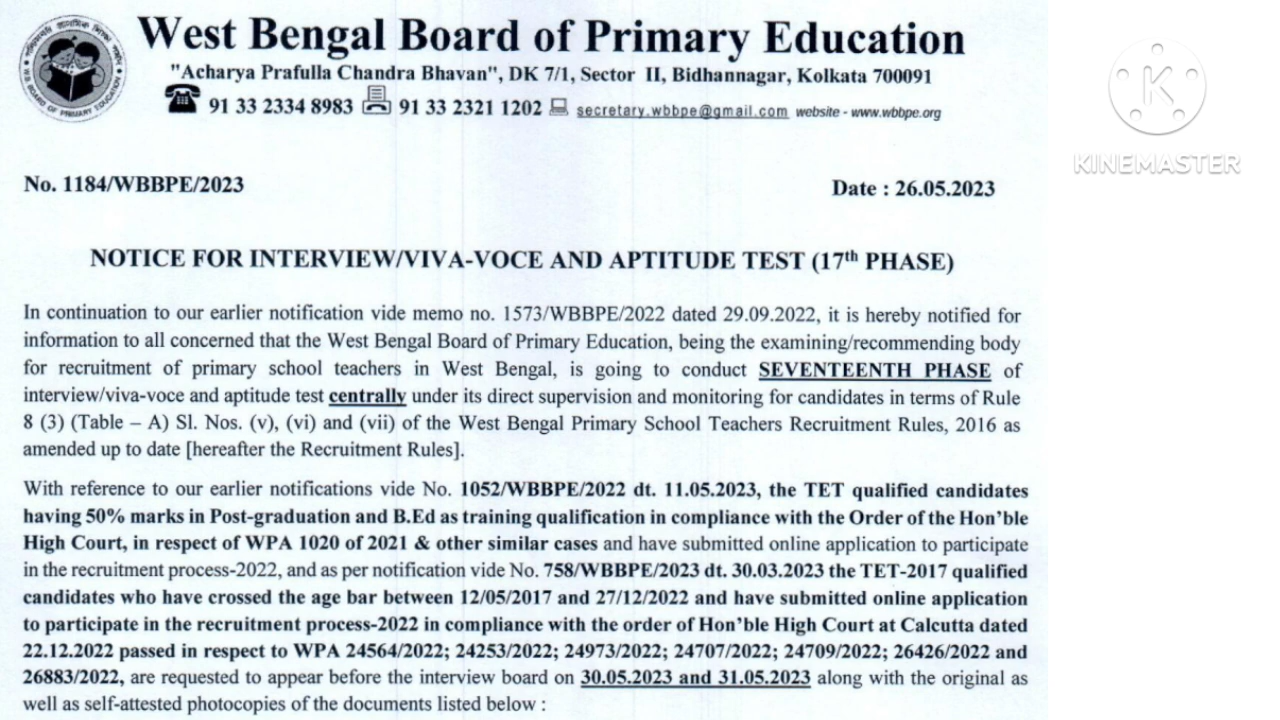 West Bengal Board of Primary Education
"Acharya Prafulla Chandra Bhavan", DK 7/1, Sector II, Bidhannagar, Kolkata 700091
91 33 2334 8983 91 33 2321 1202 secretary.wbbpe@gmail.com website - www.wbbpe.org
No. 1184/WBBPE/2023
Date : 26.05.2023
NOTICE FOR INTERVIEW/VIVA-VOCE AND APTITUDE TEST (17th PHASE)
In continuation to our earlier notification vide memo no. 1573/WBBPE/2022 dated 29.09.2022, it is hereby notified for
information to all concerned that the West Bengal Board of Primary Education, being the examining/recommending body
for recruitment of primary school teachers in West Bengal, is going to conduct SEVENTEENTH PHASE of
interview/viva-voce and aptitude test centrally under its direct supervision and monitoring for candidates in terms of Rule
8 (3) (Table – A) Sl. Nos. (v), (vi) and (vii) of the West Bengal Primary School Teachers Recruitment Rules, 2016 as
amended up to date [hereafter the Recruitment Rules].
With reference to our earlier notifications vide No. 1052/WBBPE/2022 dt. 11.05.2023, the TET qualified candidates
having 50% marks in Post-graduation and B.Ed as training qualification in compliance with the Order of the Hon'ble
High Court, in respect of WPA 1020 of 2021 & other similar cases and have submitted online application to participate
in the recruitment process-2022, and as per notification vide No. 758/WBBPE/2023 dt. 30.03.2023 the TET-2017 qualified
candidates who have crossed the age bar between 12/05/2017 and 27/12/2022 and have submitted online application
to participate in the recruitment process-2022 in compliance with the order of Hon'ble High Court at Calcutta dated
22.12.2022 passed in respect to WPA 24564/2022; 24253/2022; 24973/2022; 24707/2022; 24709/2022; 26426/2022 and
26883/2022, are requested to appear before the interview board on 30.05.2023 and 31.05.2023 along with the original as
well as self-attested photocopies of the documents listed below :
K
KINEMASTER
W.B. BOARD OF PRIMARY EDUCATION